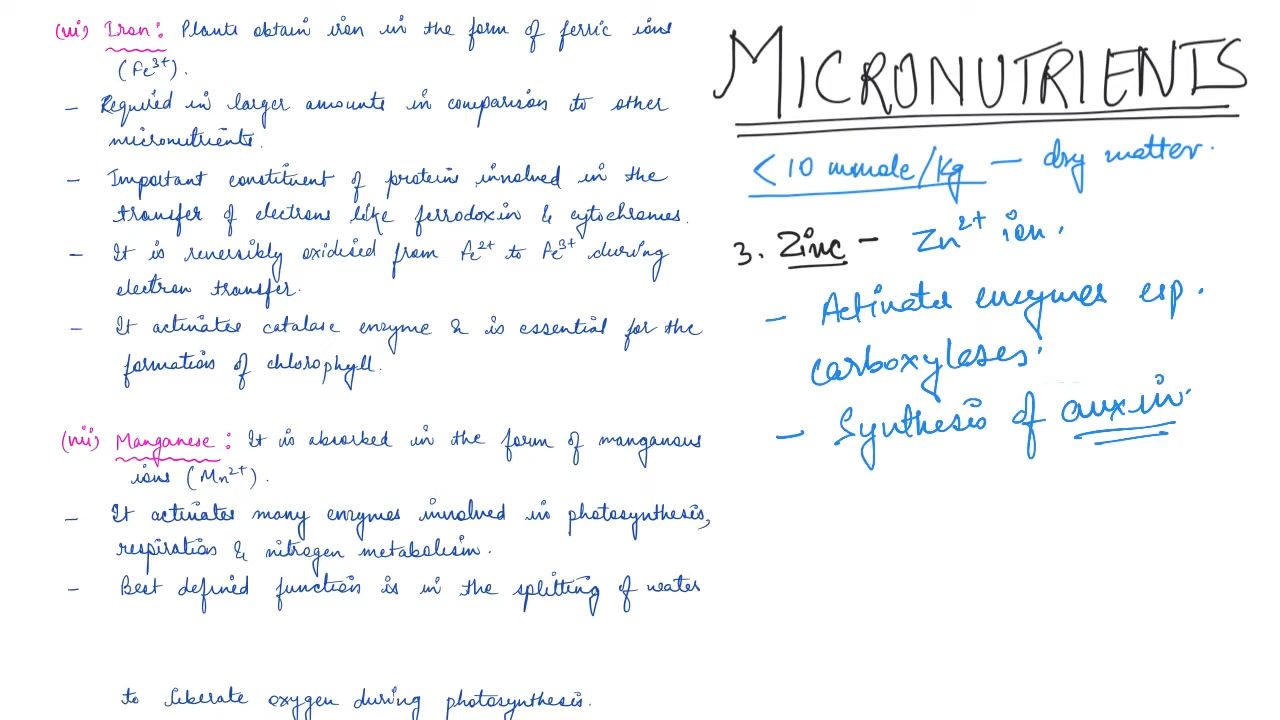 (vi) Iron: Plants obtain iron in the form of ferric ions
(Fe3+).
- Required in larger amounts in comparison to other
micronutrients.
- Important constituent of proteins involved in the
transfer of electrons like ferrodoxin & cytochromes.
- It is reversibly oxidised from Fe2+ to Fe3+ during
electron transfer.
- It activates catalase enzyme & is essential for the
formation of chlorophyll.
(vii) Manganese: It is absorbed in the form of manganous
ions (Mn2+).
- It activates many enzymes involved in photosynthesis,
respiration & nitrogen metabolism.
- Best defined function is in the splitting of water
to liberate oxygen during photosynthesis.
MICRONUTRIENTS
< 10 mmole/Kg — dry matter.
3. Zinc - Zn2+ ion.
- Activates enzymes esp.
carboxylases.
- Synthesis of auxin.